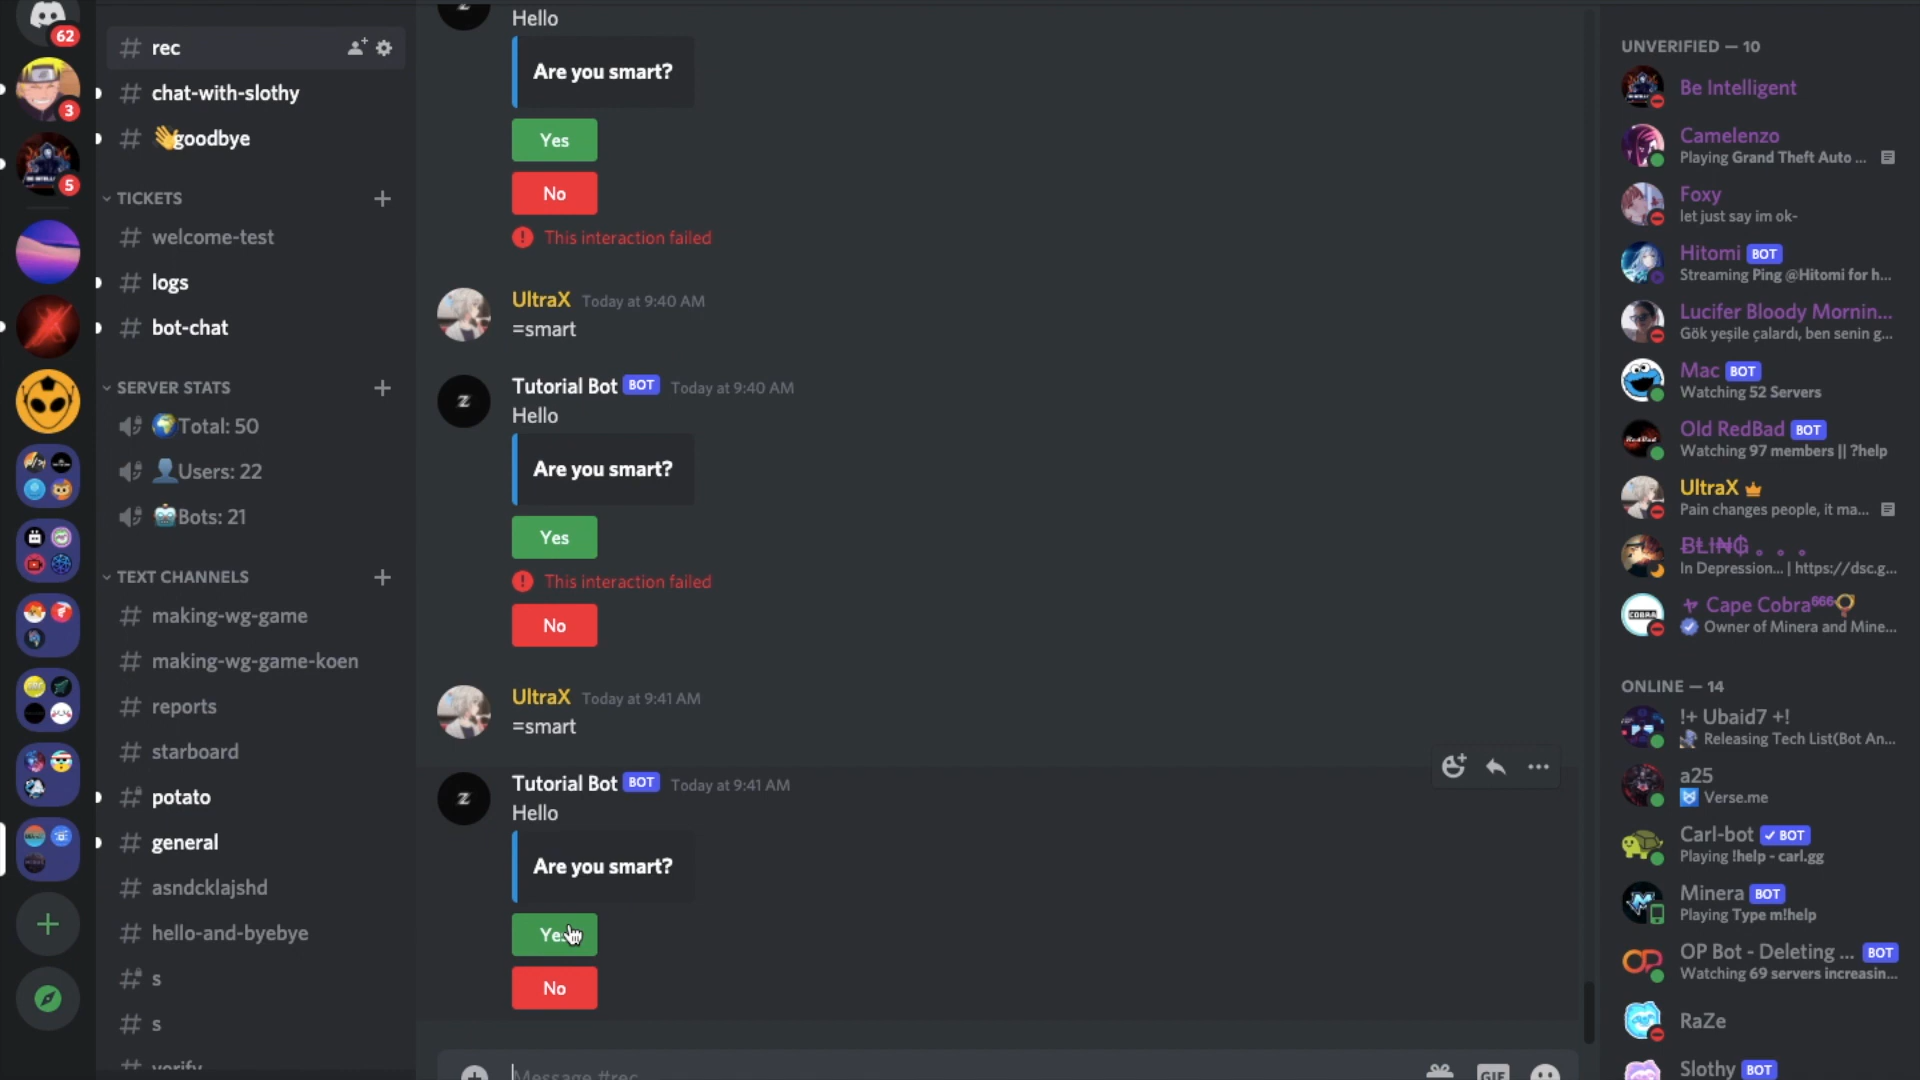 62
3
5
rec
chat-with-slothy
👋goodbye
TICKETS
welcome-test
logs
bot-chat
SERVER STATS
🌍Total: 50
👤Users: 22
🤖Bots: 21
TEXT CHANNELS
making-wg-game
making-wg-game-koen
reports
starboard
potato
general
asndcklajshd
hello-and-byebye
s
s
verify
Hello
Are you smart?
Yes
No
This interaction failed
UltraX Today at 9:40 AM
=smart
Tutorial Bot BOT Today at 9:40 AM
Hello
Are you smart?
Yes
This interaction failed
No
UltraX Today at 9:41 AM
=smart
Tutorial Bot BOT Today at 9:41 AM
Hello
Are you smart?
Yes
No
Message #rec
GIF
UNVERIFIED — 10
Be Intelligent
Camelenzo
Playing Grand Theft Auto ...
Foxy
let just say im ok-
Hitomi BOT
Streaming Ping @Hitomi for h...
Lucifer Bloody Mornin...
Gök yeşile çalardı, ben senin g...
Mac BOT
Watching 52 Servers
Old RedBad BOT
Watching 97 members || ?help
UltraX
Pain changes people, it ma...
B̶Ł̶I̶₦̶₲̶ 。。。
In Depression... | https://dsc.g...
ヤ Cape Cobra⁶⁶⁶
Owner of Minera and Mine...
ONLINE — 14
!+ Ubaid7 +!
Releasing Tech List(Bot An...
a25
Verse.me
Carl-bot ✓ BOT
Playing !help - carl.gg
Minera BOT
Playing Type m!help
OP Bot - Deleting ... BOT
Watching 69 servers increasin...
RaZe
Slothy BOT